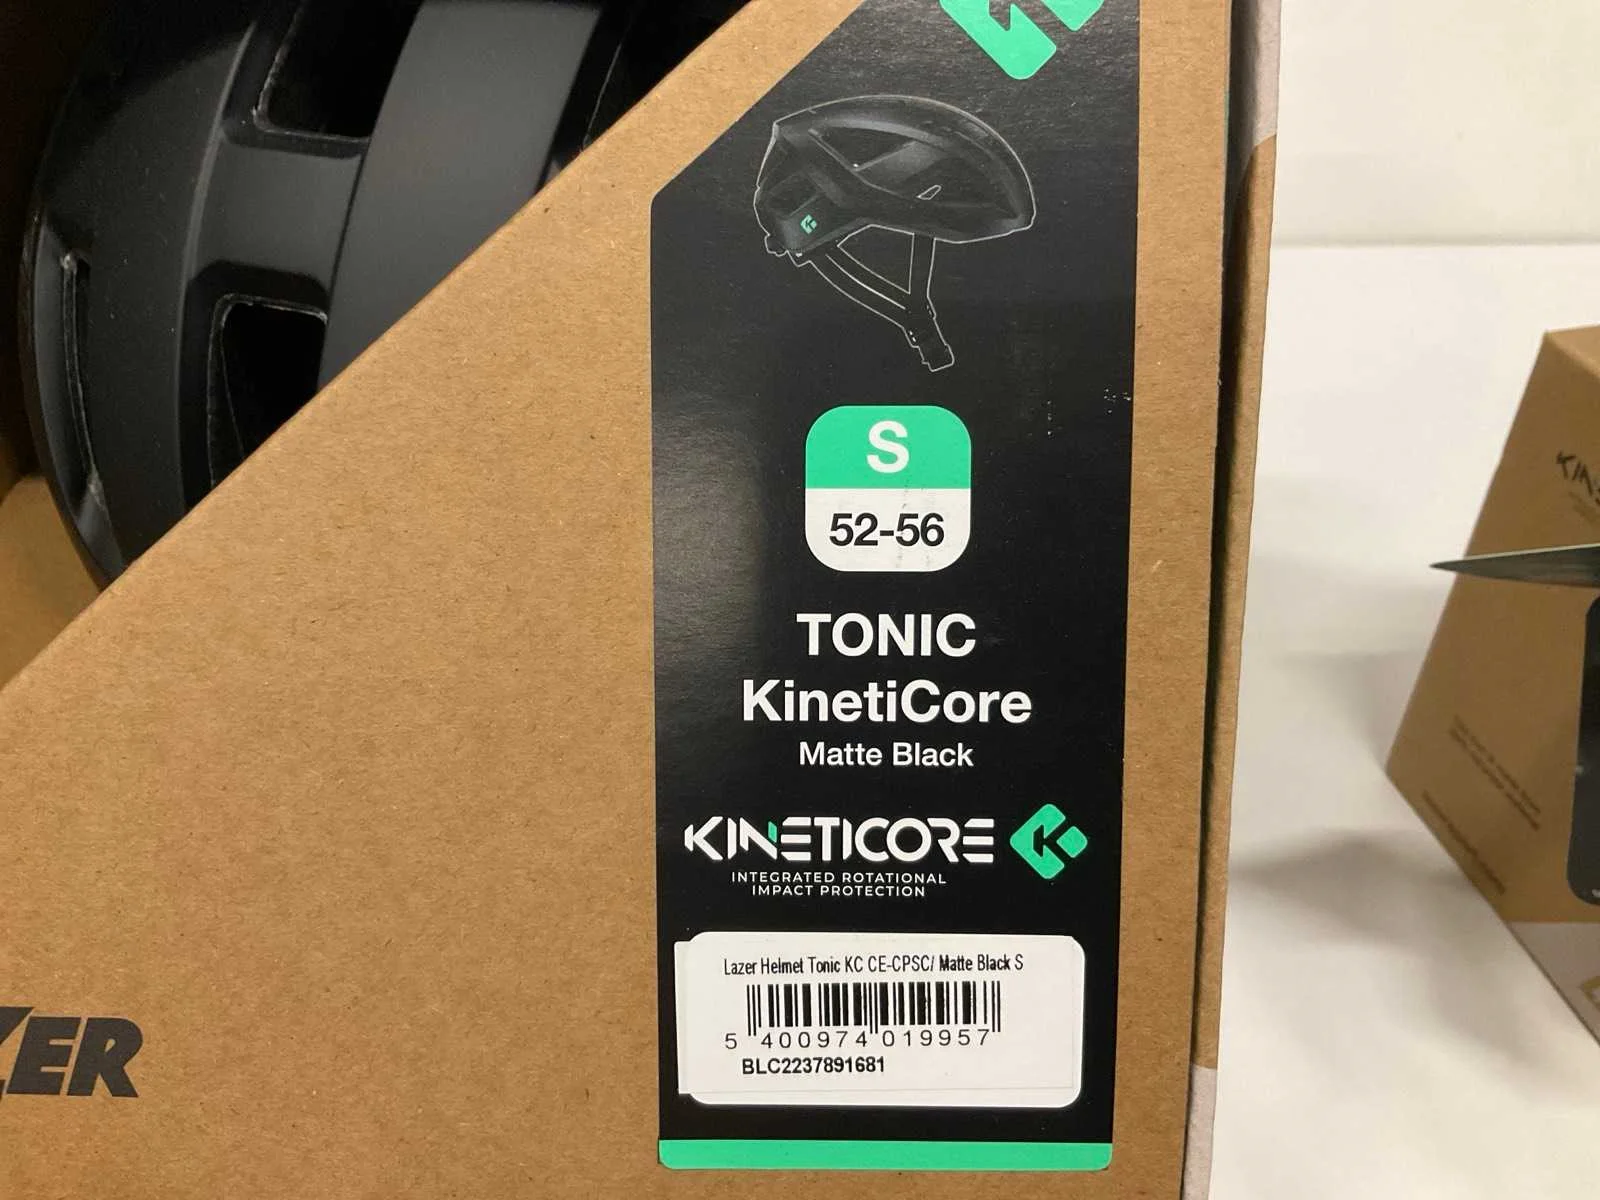 S
52-56
TONIC
KinetiCore
Matte Black
KINETICORE
INTEGRATED ROTATIONAL
IMPACT PROTECTION
Lazer Helmet Tonic KC CE-CPSC/ Matte Black S
5 400974 019957
BLC2237891681
ZER